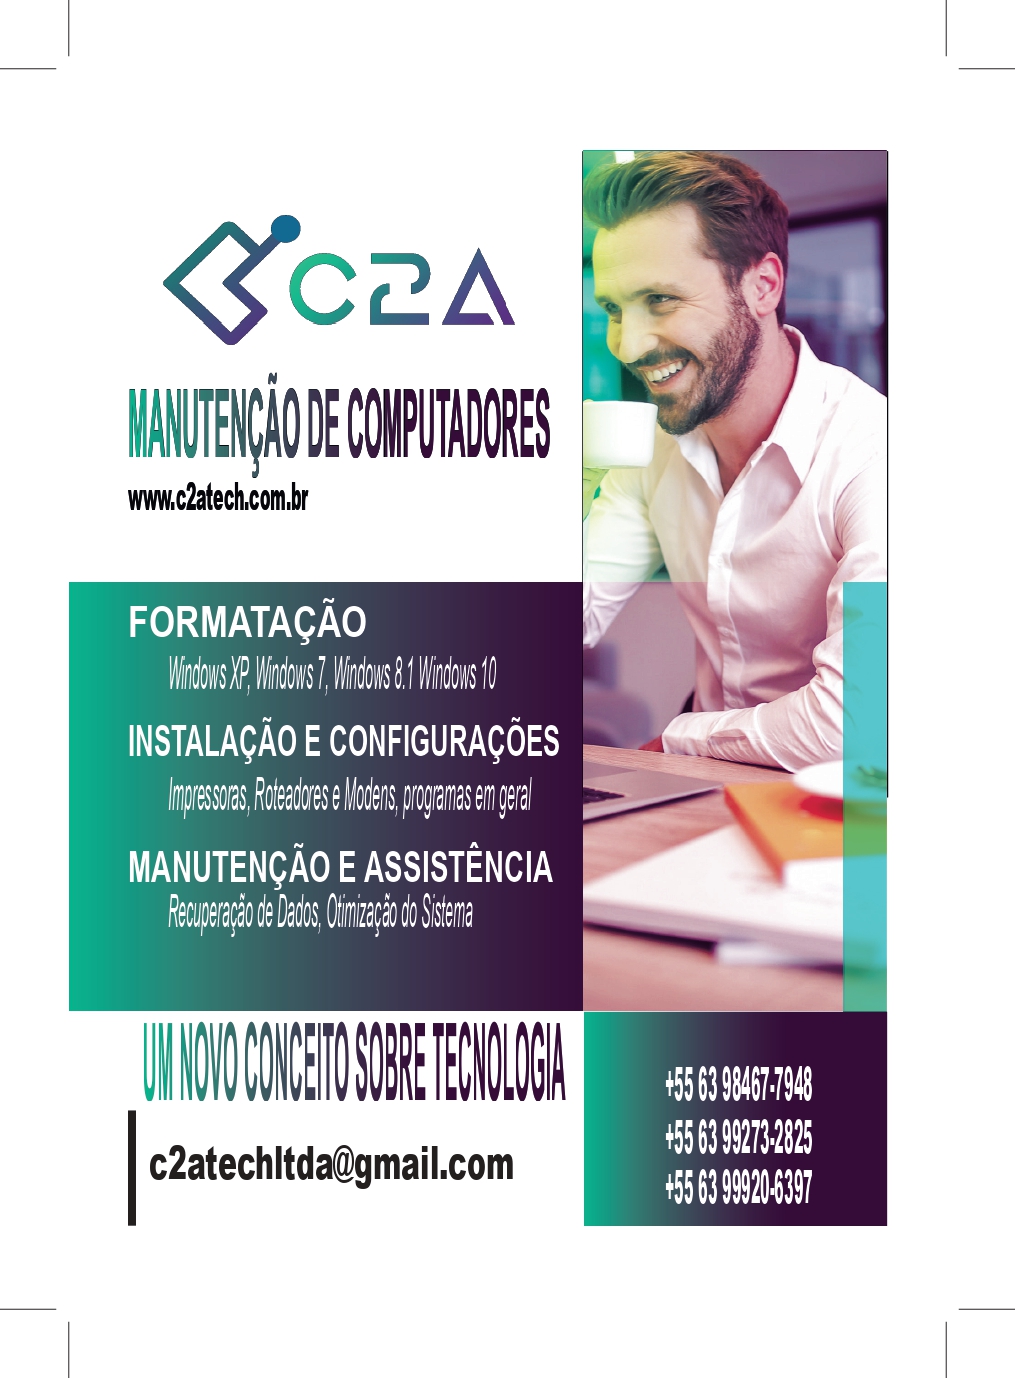 C2A
MANUTENÇÃO DE COMPUTADORES
www.c2atech.com.br
FORMATAÇÃO
Windows XP, Windows 7, Windows 8.1 Windows 10
INSTALAÇÃO E CONFIGURAÇÕES
Impressoras, Roteadores e Modens, programas em geral
MANUTENÇÃO E ASSISTÊNCIA
Recuperação de Dados, Otimização do Sistema
UM NOVO CONCEITO SOBRE TECNOLOGIA
c2atechltda@gmail.com
+55 63 98467-7948
+55 63 99273-2825
+55 63 99920-6397